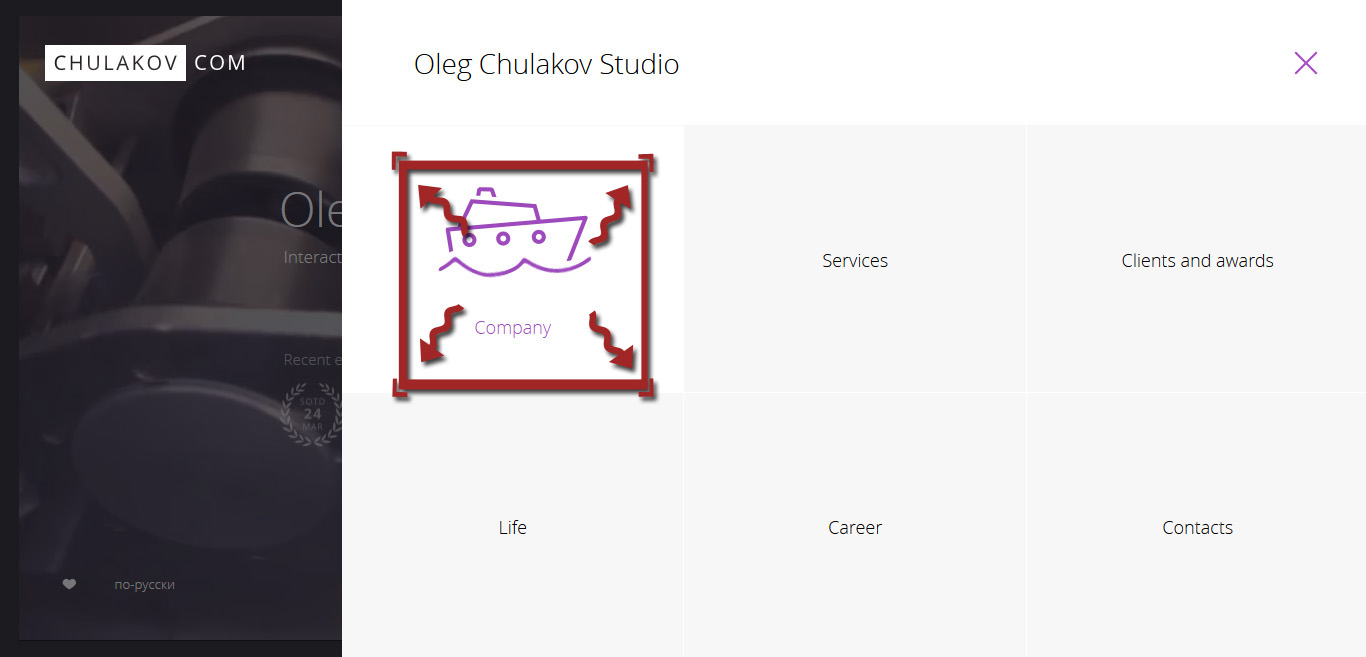 CHULAKOV COM
Oleg Chulakov Studio
Ole
Interact
Recent e
SOTD
24
MAR
по-русски
Company
Services
Clients and awards
Life
Career
Contacts